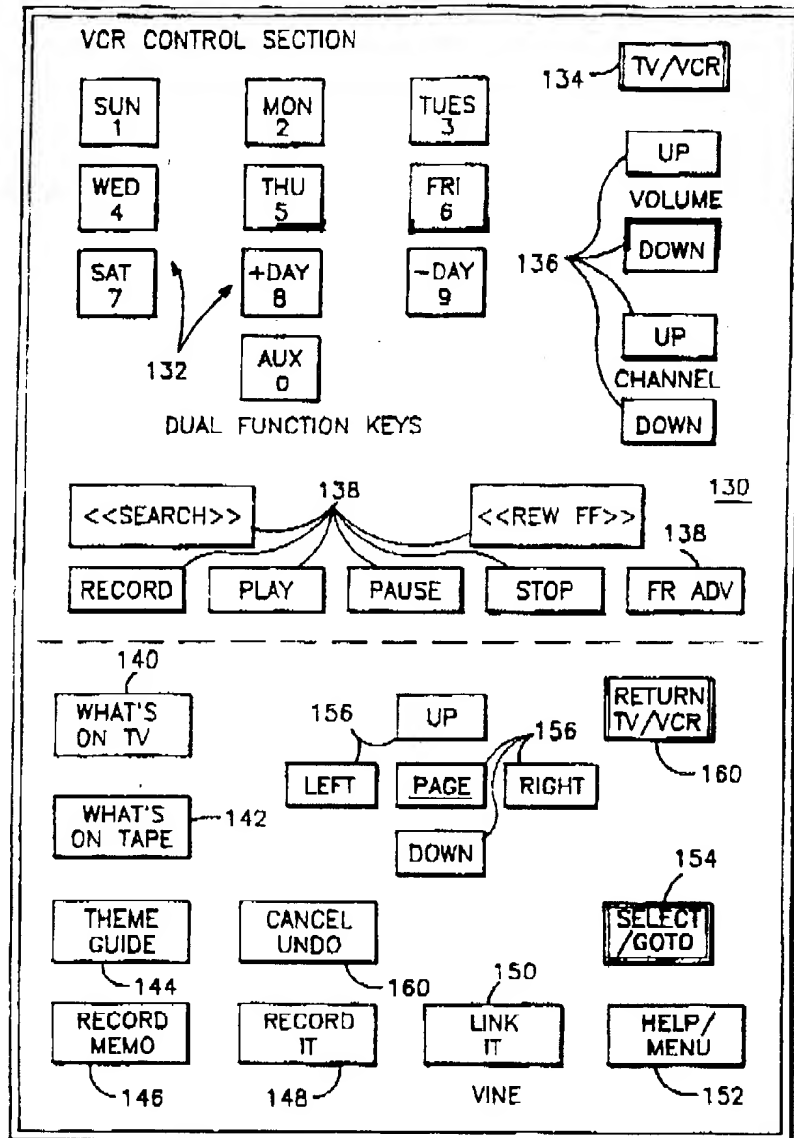 VCR CONTROL SECTION
134
TV/VCR
SUN
1
MON
2
TUES
3
UP
VOLUME
WED
4
THU
5
FRI
6
136
DOWN
SAT
7
+DAY
8
-DAY
9
UP
CHANNEL
132
AUX
0
DOWN
DUAL FUNCTION KEYS
<<SEARCH>>
138
<<REW FF>>
130
138
RECORD
PLAY
PAUSE
STOP
FR ADV
140
WHAT'S
ON TV
156
UP
156
RETURN
TV/VCR
160
LEFT
PAGE
RIGHT
WHAT'S
ON TAPE
142
DOWN
154
THEME
GUIDE
144
CANCEL
UNDO
160
SELECT
/GOTO
150
RECORD
MEMO
146
RECORD
IT
148
LINK
IT
VINE
HELP/
MENU
152